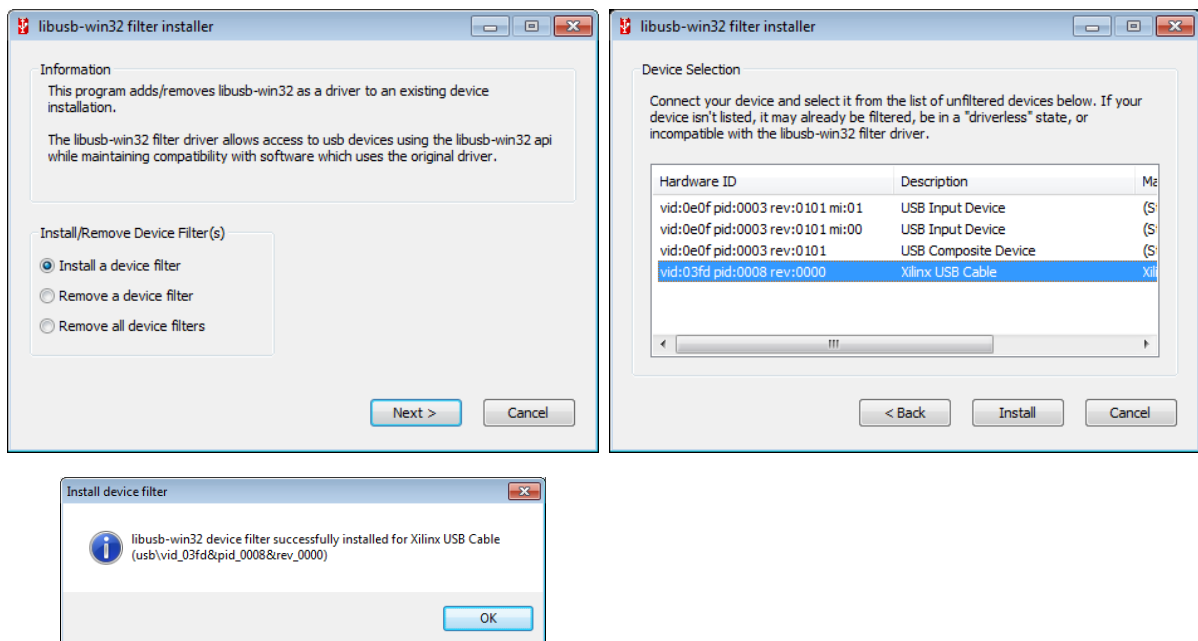 libusb-win32 filter installer
Information
This program adds/removes libusb-win32 as a driver to an existing device
installation.
The libusb-win32 filter driver allows access to usb devices using the libusb-win32 api
while maintaining compatibility with software which uses the original driver.
Install/Remove Device Filter(s)
Install a device filter
Remove a device filter
Remove all device filters
Next >
Cancel
libusb-win32 filter installer
Device Selection
Connect your device and select it from the list of unfiltered devices below. If your
device isn't listed, it may already be filtered, be in a "driverless" state, or
incompatible with the libusb-win32 filter driver.
Hardware ID Description Ma
vid:0e0f pid:0003 rev:0101 mi:01 USB Input Device (S
vid:0e0f pid:0003 rev:0101 mi:00 USB Input Device (S
vid:0e0f pid:0003 rev:0101 USB Composite Device (S
vid:03fd pid:0008 rev:0000 Xilinx USB Cable Xili
< Back
Install
Cancel
Install device filter
libusb-win32 device filter successfully installed for Xilinx USB Cable
(usb\vid_03fd&pid_0008&rev_0000)
OK